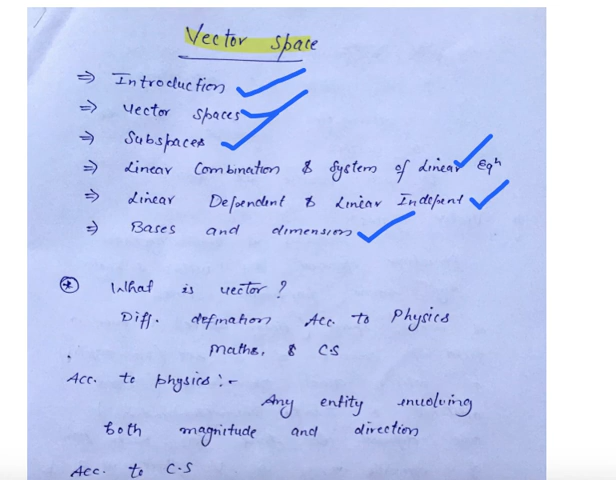 Vector space
⇒ Introduction
⇒ vector spaces
⇒ Subspaces
⇒ Linear Combination & System of Linear Eqⁿ
⇒ Linear Dependent & Linear Indepent
⇒ Bases and dimensions
* What is vector?
Diff. defination Acc. to Physics
Maths, & C.S
Acc. to physics :-
Any entity involving
both magnitude and direction
Acc. to C.S